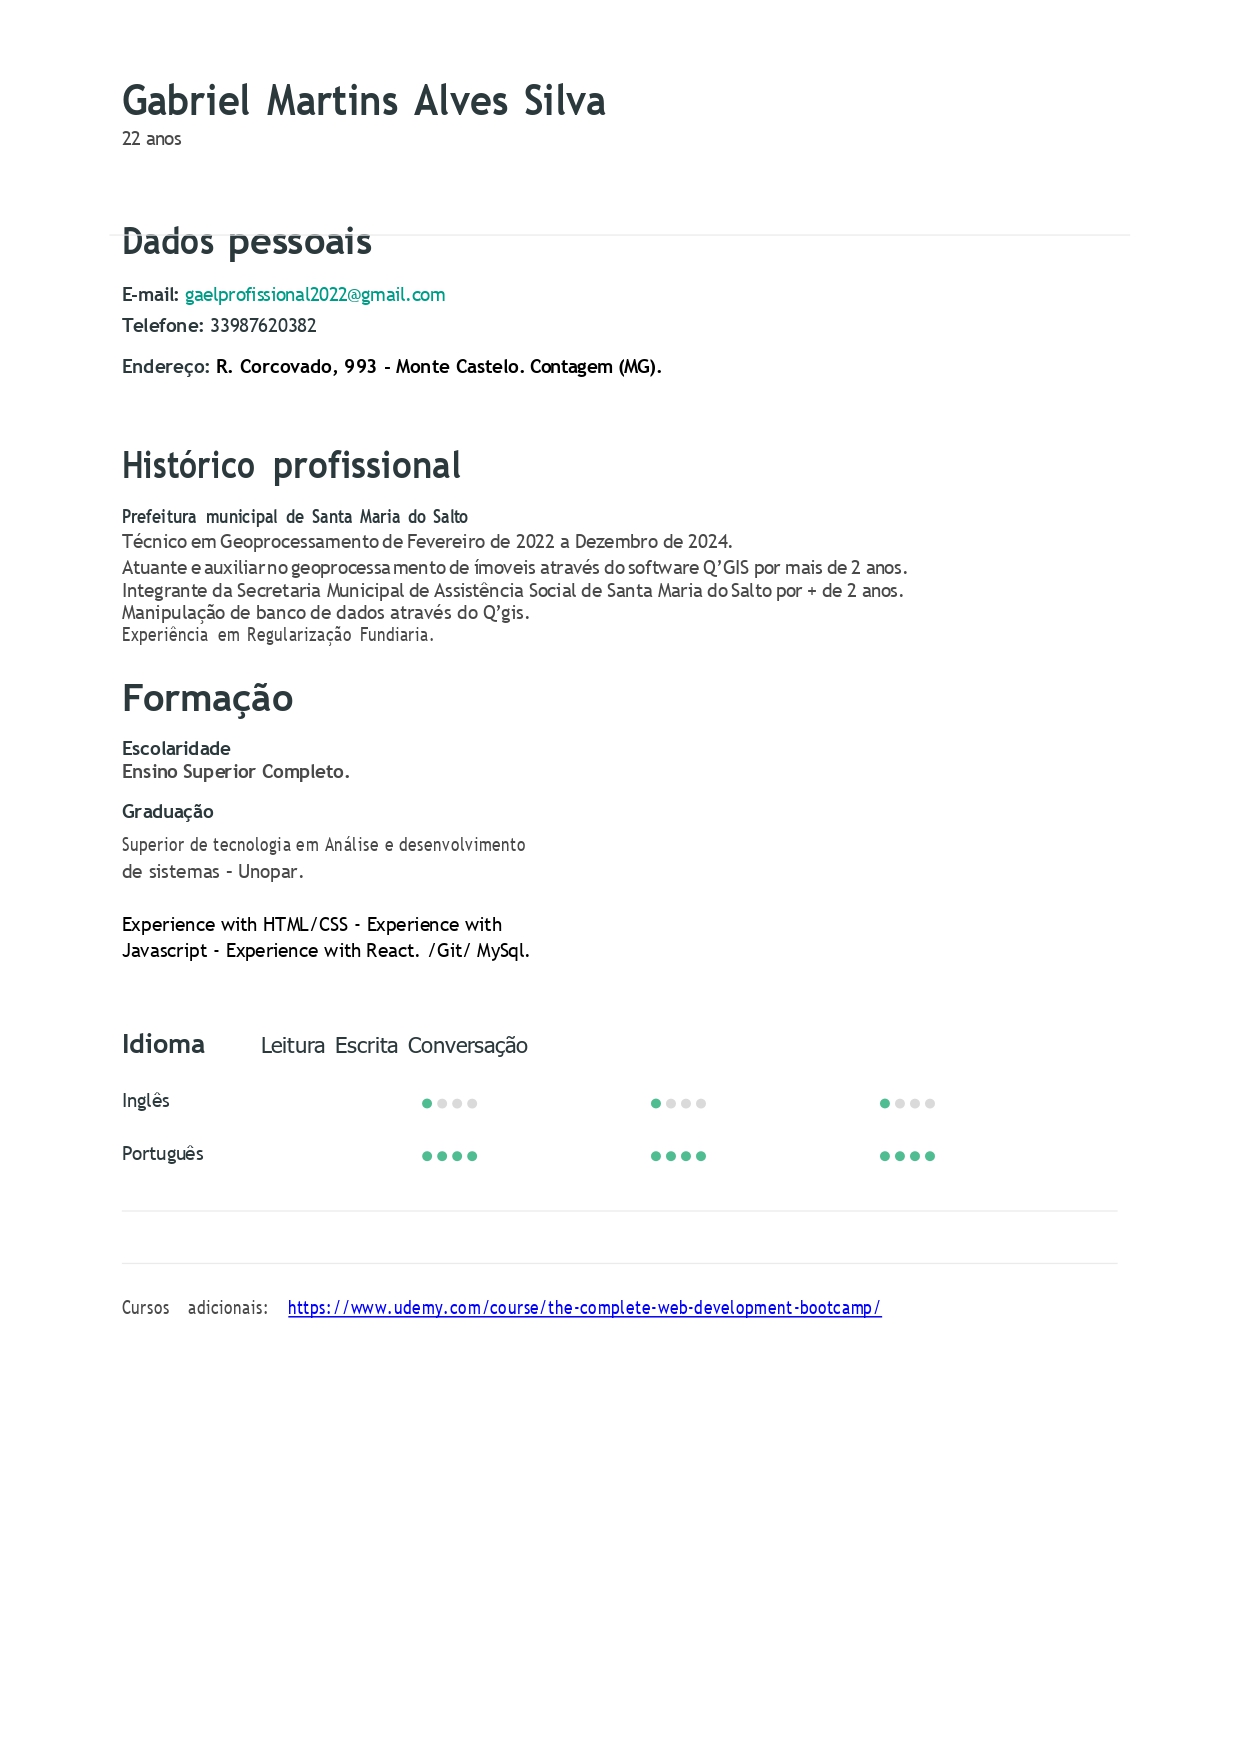 Gabriel Martins Alves Silva
22 anos
Dados pessoais
E-mail: gaelprofissional2022@gmail.com
Telefone: 33987620382
Endereço: R. Corcovado, 993 - Monte Castelo. Contagem (MG).
Histórico profissional
Prefeitura municipal de Santa Maria do Salto
Técnico em Geoprocessamento de Fevereiro de 2022 a Dezembro de 2024.
Atuante e auxiliar no geoprocessamento de ímoveis através do software Q’GIS por mais de 2 anos.
Integrante da Secretaria Municipal de Assistência Social de Santa Maria do Salto por + de 2 anos.
Manipulação de banco de dados através do Q’gis.
Experiência em Regularização Fundiaria.
Formação
Escolaridade
Ensino Superior Completo.
Graduação
Superior de tecnologia em Análise e desenvolvimento
de sistemas – Unopar.
Experience with HTML/CSS - Experience with
Javascript - Experience with React. /Git/ MySql.
Idioma Leitura Escrita Conversação
Inglês
Português
Cursos adicionais: https://www.udemy.com/course/the-complete-web-development-bootcamp/